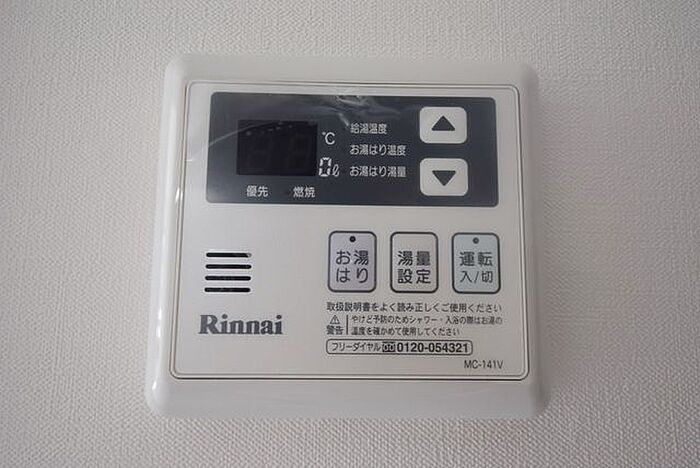 給湯温度
℃
お湯はり温度
0ℓ お湯はり湯量
優先 燃焼
お湯はり
湯量設定
運転入/切
取扱説明書をよく読み正しくご使用ください
⚠警告 やけど予防のためシャワー・入浴の際はお湯の
温度を確かめて使用してください
Rinnai
フリーダイヤル 0120-054321
MC-141V